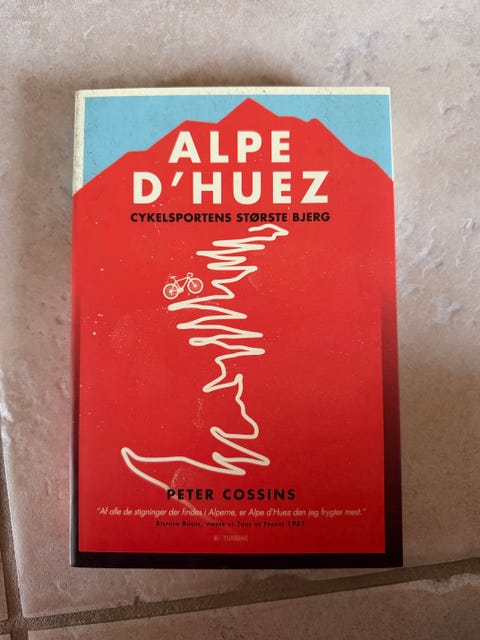 ALPE
D'HUEZ
CYKELSPORTENS STØRSTE BJERG
PETER COSSINS
"Af alle de stigninger der findes i Alperne, er Alpe d'Huez den jeg frygter mest."
STEPHEN ROCHE, VINDER AF TOUR DE FRANCE 1987
TURBINE